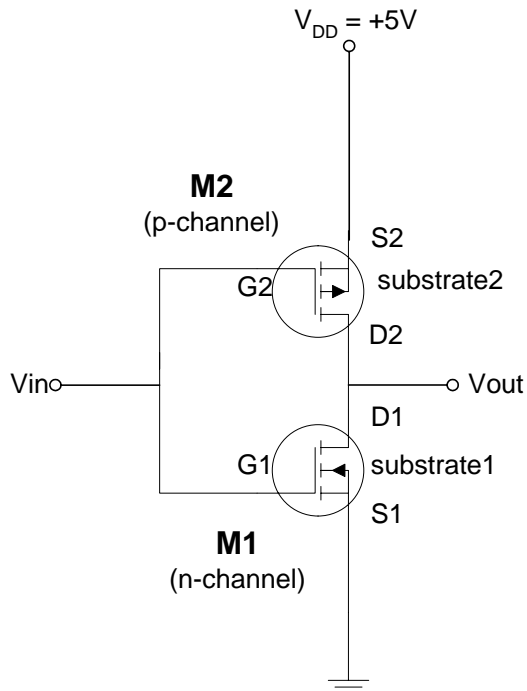 V_DD = +5V
M2
(p-channel)
S2
G2
substrate2
D2
Vin
Vout
D1
G1
substrate1
S1
M1
(n-channel)